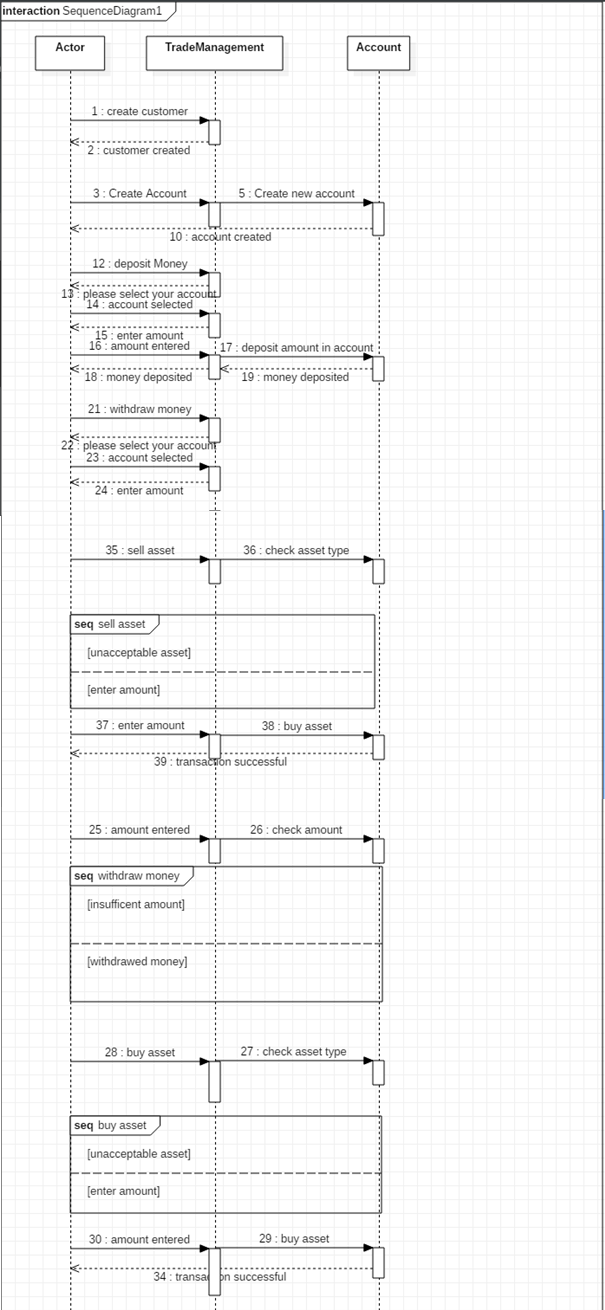 interaction SequenceDiagram1
Actor TradeManagement Account
1 : create customer
2 : customer created
3 : Create Account 5 : Create new account
10 : account created
12 : deposit Money
13 : please select your account
14 : account selected
15 : enter amount
16 : amount entered 17 : deposit amount in account
18 : money deposited 19 : money deposited
21 : withdraw money
22 : please select your account
23 : account selected
24 : enter amount
35 : sell asset 36 : check asset type
seq sell asset
[unacceptable asset]
[enter amount]
37 : enter amount 38 : buy asset
39 : transaction successful
25 : amount entered 26 : check amount
seq withdraw money
[insufficent amount]
[withdrawed money]
28 : buy asset 27 : check asset type
seq buy asset
[unacceptable asset]
[enter amount]
30 : amount entered 29 : buy asset
34 : transaction successful